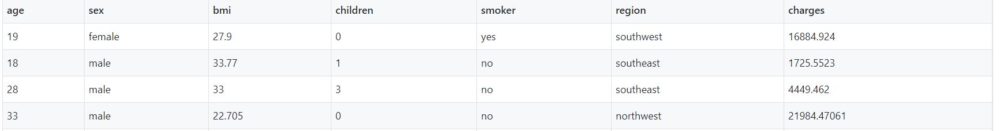 age sex bmi children smoker region charges
19 female 27.9 0 yes southwest 16884.924
18 male 33.77 1 no southeast 1725.5523
28 male 33 3 no southeast 4449.462
33 male 22.705 0 no northwest 21984.47061